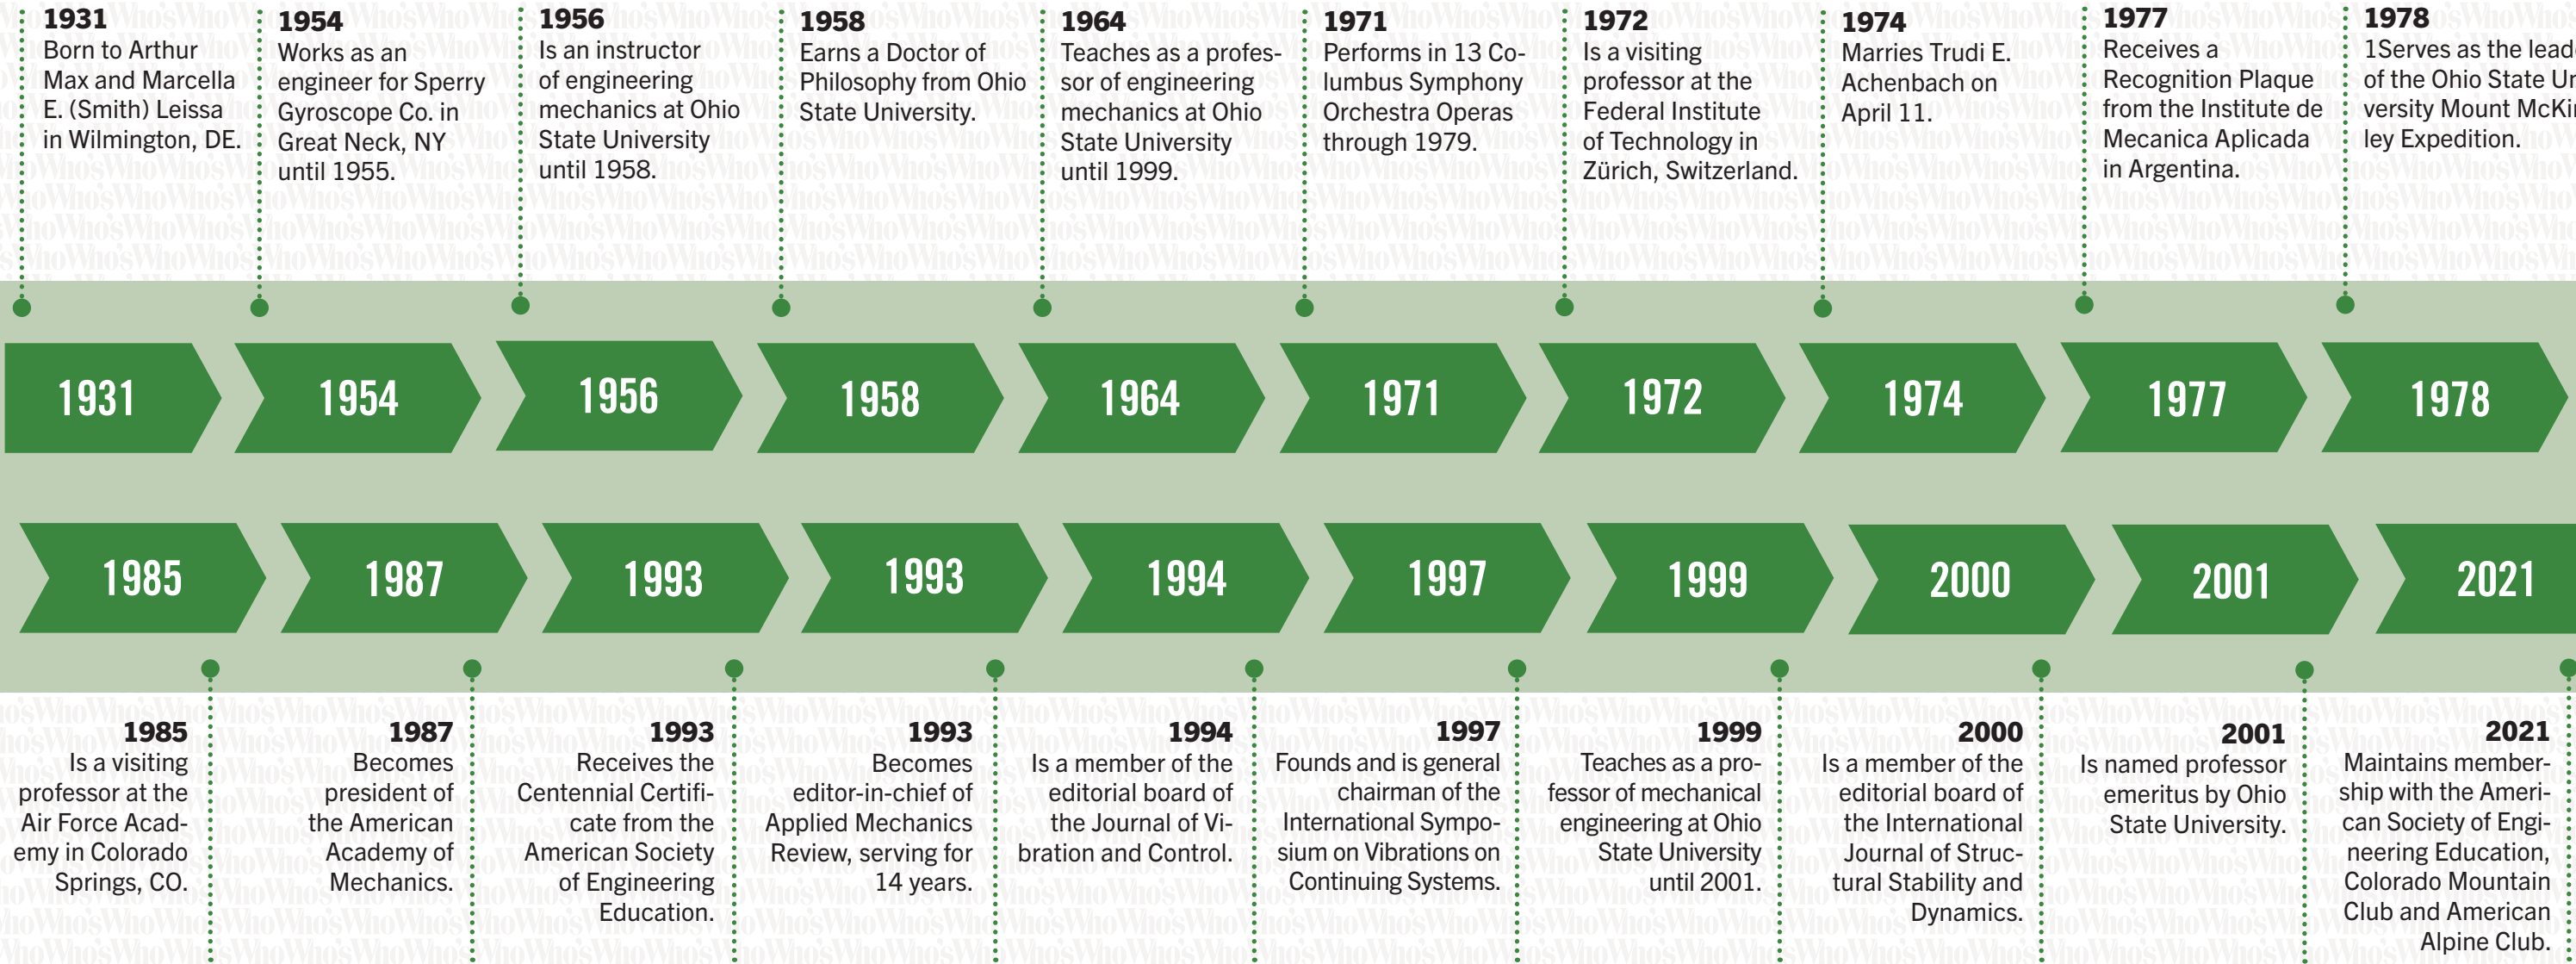 1931
Born to Arthur
Max and Marcella
E. (Smith) Leissa
in Wilmington, DE.
1954
Works as an
engineer for Sperry
Gyroscope Co. in
Great Neck, NY
until 1955.
1956
Is an instructor
of engineering
mechanics at Ohio
State University
until 1958.
1958
Earns a Doctor of
Philosophy from Ohio
State University.
1964
Teaches as a profes-
sor of engineering
mechanics at Ohio
State University
until 1999.
1971
Performs in 13 Co-
lumbus Symphony
Orchestra Operas
through 1979.
1972
Is a visiting
professor at the
Federal Institute
of Technology in
Zürich, Switzerland.
1974
Marries Trudi E.
Achenbach on
April 11.
1977
Receives a
Recognition Plaque
from the Institute de
Mecanica Aplicada
in Argentina.
1978
1Serves as the lead
of the Ohio State Un
versity Mount McKi
ley Expedition.
1931
1954
1956
1958
1964
1971
1972
1974
1977
1978
1985
1987
1993
1993
1994
1997
1999
2000
2001
2021
1985
Is a visiting
professor at the
Air Force Acad-
emy in Colorado
Springs, CO.
1987
Becomes
president of
the American
Academy of
Mechanics.
1993
Receives the
Centennial Certifi-
cate from the
American Society
of Engineering
Education.
1993
Becomes
editor-in-chief of
Applied Mechanics
Review, serving for
14 years.
1994
Is a member of the
editorial board of
the Journal of Vi-
bration and Control.
1997
Founds and is general
chairman of the
International Sympo-
sium on Vibrations on
Continuing Systems.
1999
Teaches as a pro-
fessor of mechanical
engineering at Ohio
State University
until 2001.
2000
Is a member of the
editorial board of
the International
Journal of Struc-
tural Stability and
Dynamics.
2001
Is named professor
emeritus by Ohio
State University.
2021
Maintains member-
ship with the Ameri-
can Society of Engi-
neering Education,
Colorado Mountain
Club and American
Alpine Club.